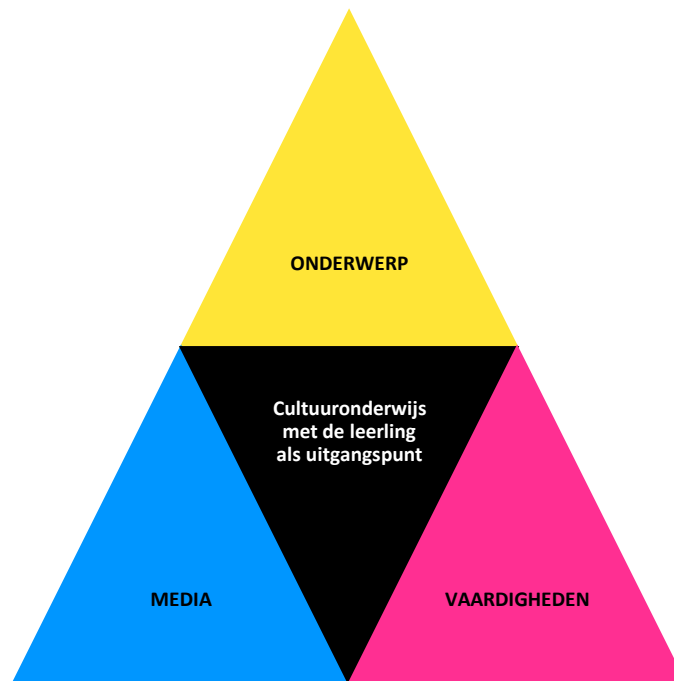 ONDERWERP
Cultuuronderwijs
met de leerling
als uitgangspunt
MEDIA
VAARDIGHEDEN